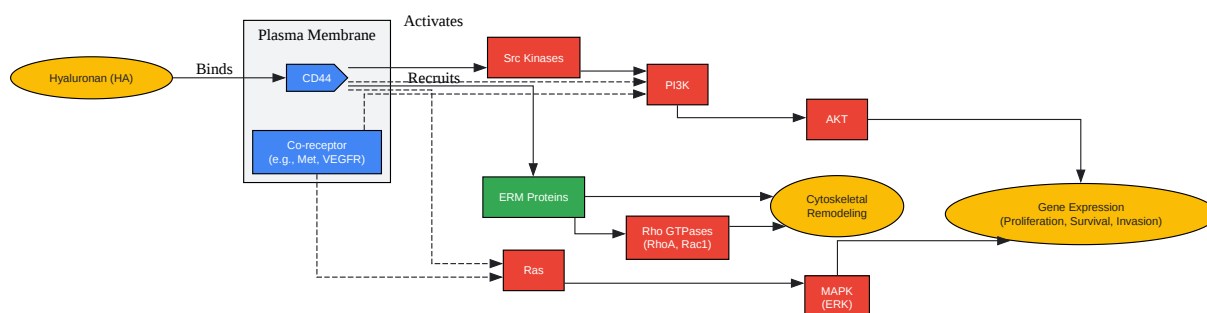 Activates
Plasma Membrane
Src Kinases
Hyaluronan (HA)
Binds
CD44
Recruits
PI3K
AKT
Co-receptor
(e.g., Met, VEGFR)
ERM Proteins
Cytoskeletal
Remodeling
Gene Expression
(Proliferation, Survival, Invasion)
Rho GTPases
(RhoA, Rac1)
Ras
MAPK
(ERK)